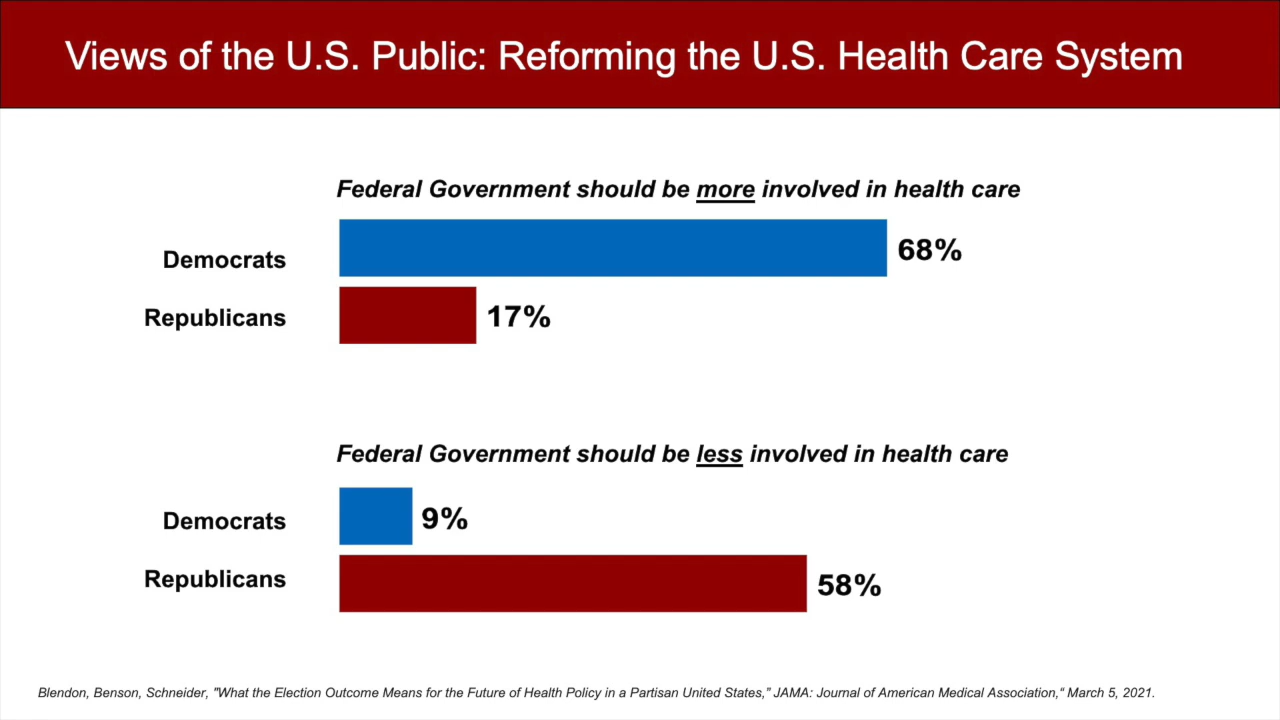 Views of the U.S. Public: Reforming the U.S. Health Care System
Federal Government should be more involved in health care
Democrats 68%
Republicans 17%
Federal Government should be less involved in health care
Democrats 9%
Republicans 58%
Blendon, Benson, Schneider, "What the Election Outcome Means for the Future of Health Policy in a Partisan United States,” JAMA: Journal of American Medical Association,“ March 5, 2021.